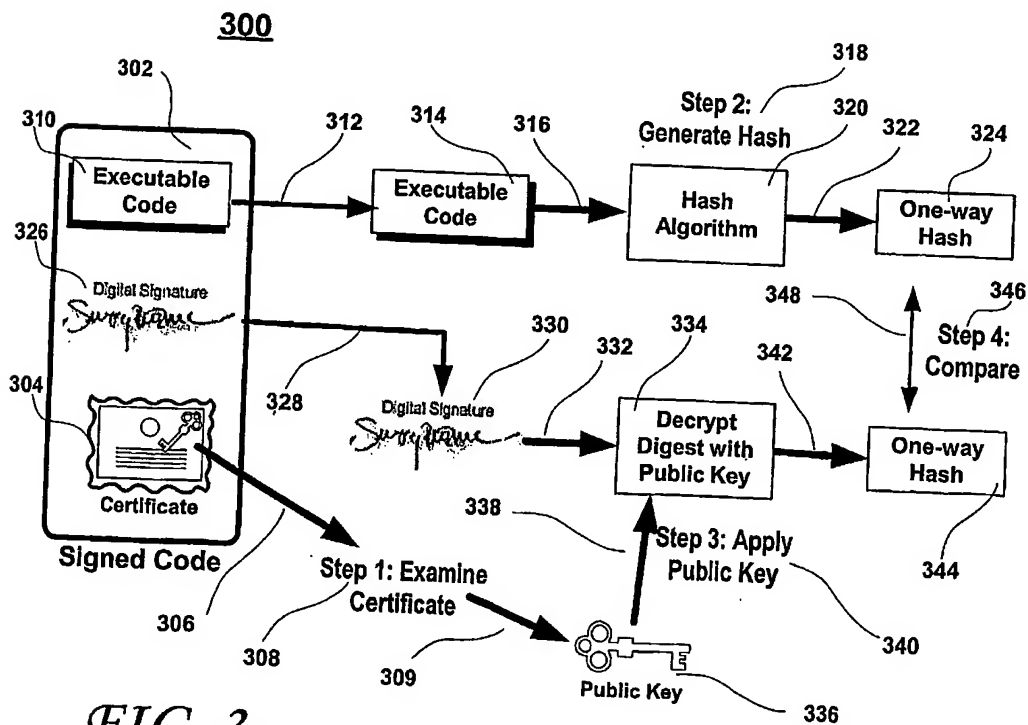 300
302
318
310
312
314
316
Step 2:
Generate Hash
320
322
324
Executable
Code
Executable
Code
Hash
Algorithm
One-way
Hash
326
Digital Signature
348
346
Step 4:
Compare
330
334
342
304
328
Digital Signature
332
Decrypt
Digest with
Public Key
One-way
Hash
Certificate
338
Step 3: Apply
Public Key
344
Signed Code
Step 1: Examine
Certificate
306
308
309
340
Public Key
336